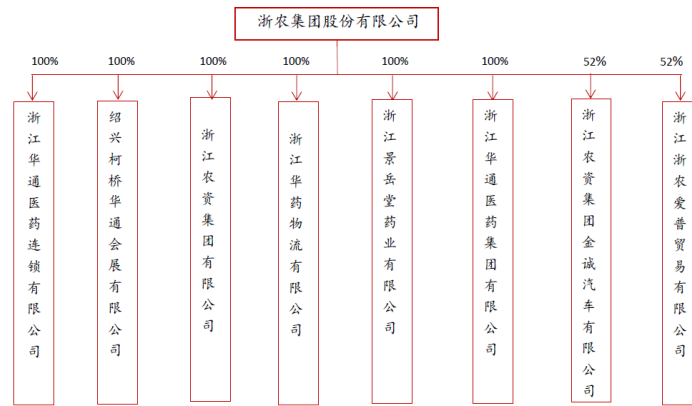 浙农集团股份有限公司
100%
100%
100%
100%
100%
100%
52%
52%
浙江华通医药连锁有限公司
绍兴柯桥华通会展有限公司
浙江农资集团有限公司
浙江华药物流有限公司
浙江景岳堂药业有限公司
浙江华通医药集团有限公司
浙江农资集团金诚汽车有限公司
浙江浙农爱普贸易有限公司